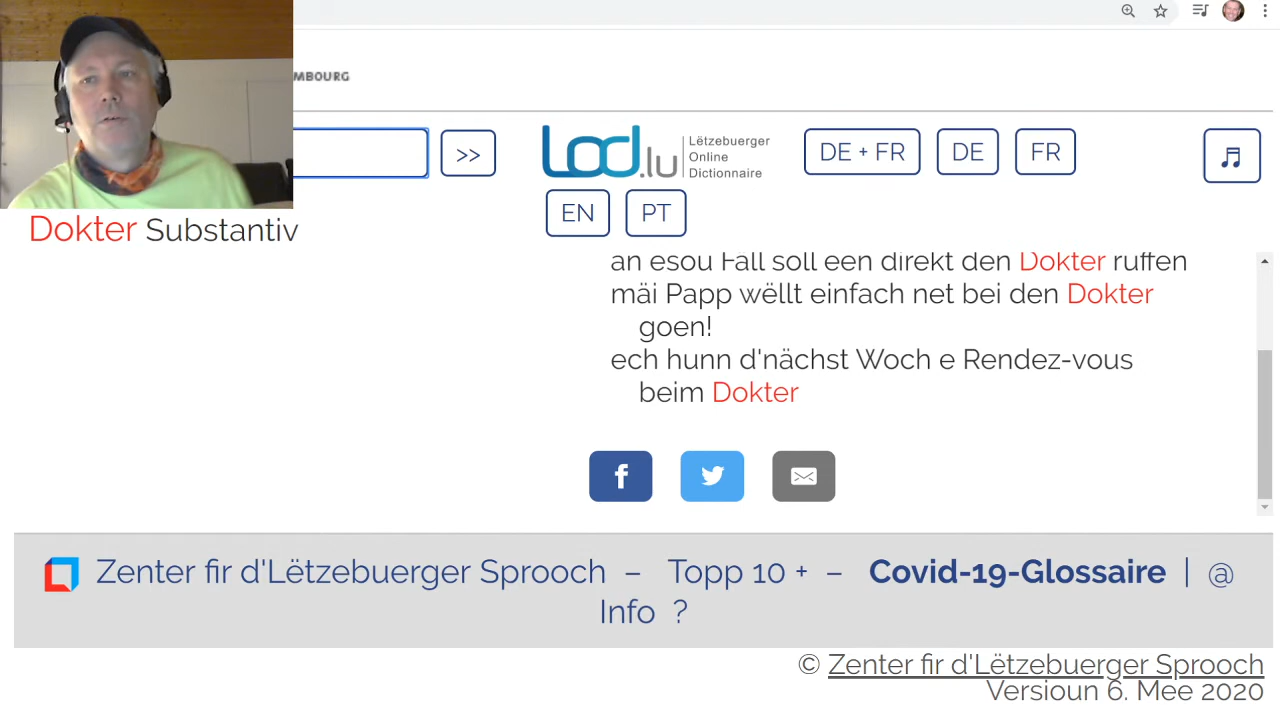 MBOURG
>>
Lod.lu
Lëtzebuerger
Online
Dictionnaire
DE + FR
DE
FR
EN
PT
Dokter Substantiv
an esou Fall soll een direkt den Dokter ruffen
mäi Papp wëllt einfach net bei den Dokter
goen!
ech hunn d'nächst Woch e Rendez-vous
beim Dokter
f
Zenter fir d'Lëtzebuerger Sprooch – Topp 10 + – Covid-19-Glossaire | @
Info ?
© Zenter fir d'Lëtzebuerger Sprooch
Versioun 6. Mee 2020